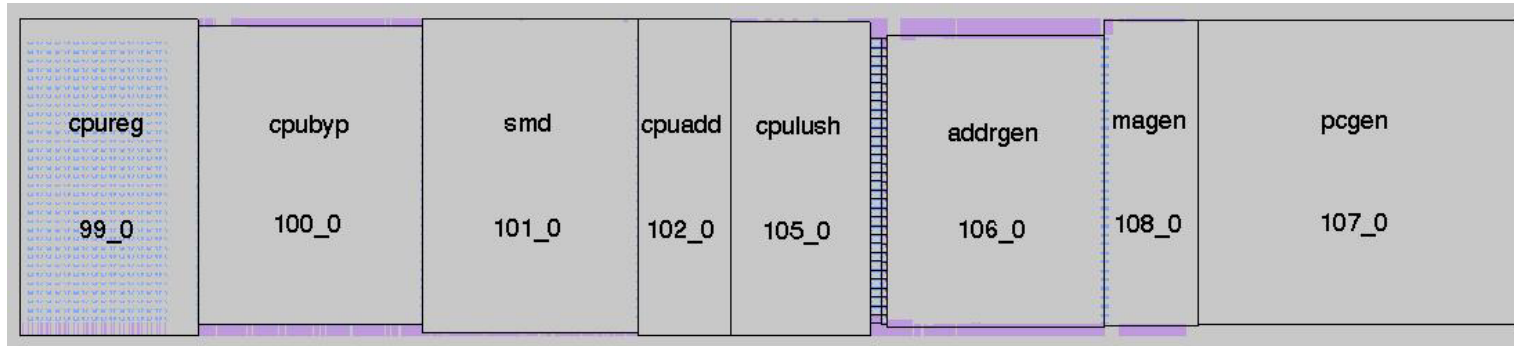 cpureg cpubyp smd cpuadd cpulush addrgen magen pcgen
99_0 100_0 101_0 102_0 105_0 106_0 108_0 107_0